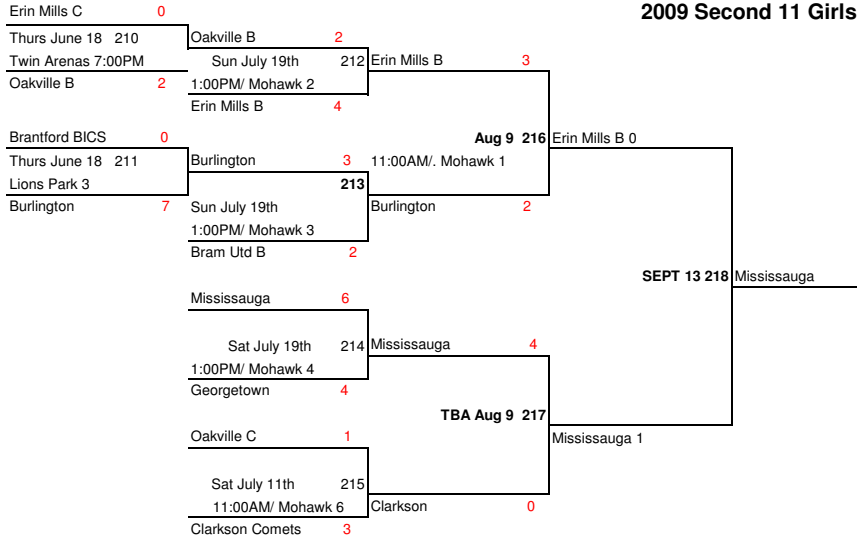 Erin Mills C 0
2009 Second 11 Girls
Thurs June 18 210
Oakville B 2
Twin Arenas 7:00PM
Sun July 19th 212
Erin Mills B 3
Oakville B 2
1:00PM/ Mohawk 2
Erin Mills B 4
Brantford BICS 0
Aug 9 216
Erin Mills B 0
Thurs June 18 211
Burlington 3
11:00AM/. Mohawk 1
Lions Park 3
213
Burlington 7
Sun July 19th
Burlington 2
1:00PM/ Mohawk 3
Bram Utd B 2
SEPT 13 218
Mississauga
Mississauga 6
Sat July 19th 214
Mississauga 4
1:00PM/ Mohawk 4
Georgetown 4
TBA Aug 9 217
Oakville C 1
Mississauga 1
Sat July 11th 215
11:00AM/ Mohawk 6
Clarkson 0
Clarkson Comets 3